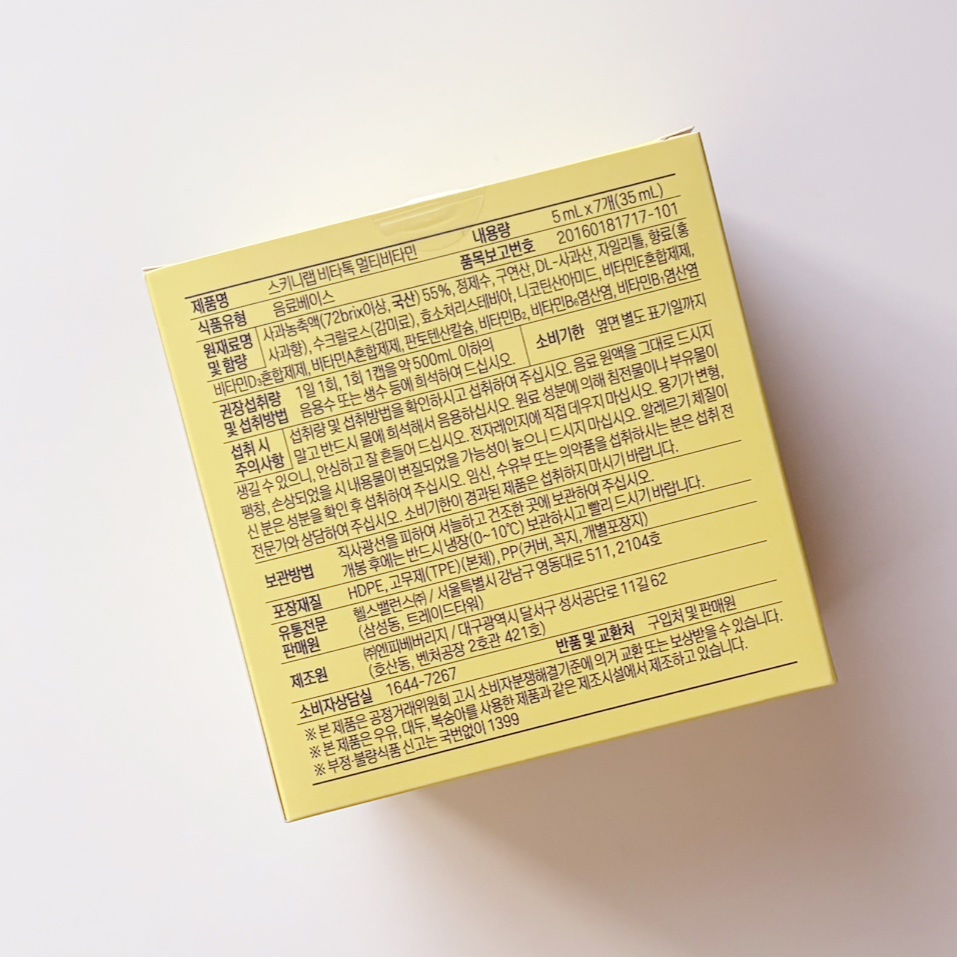 제품명 스키니랩 비타톡 멀티비타민 내용량 5 mL x 7개(35 mL)
식품유형 음료베이스 품목보고번호 20160181717-101
원재료명 및 함량 사과농축액(72brix이상, 국산) 55%, 정제수, 구연산, DL-사과산, 자일리톨, 향료(홍
사과향), 수크랄로스(감미료), 효소처리스테비아, 니코틴산아미드, 비타민E혼합제제,
비타민D₃혼합제제, 비타민A혼합제제, 판토텐산칼슘, 비타민B₂, 비타민B₆염산염, 비타민B₁염산염
권장섭취량 및 섭취방법 1일 1회, 1회 1캡을 약 500mL 이하의
음용수 또는 생수 등에 희석하여 드십시오.
소비기한 옆면 별도 표기일까지
섭취 시 주의사항 섭취량 및 섭취방법을 확인하시고 섭취하여 주십시오. 음료 원액을 그대로 드시지
말고 반드시 물에 희석해서 음용하십시오. 원료 성분에 의해 침전물이나 부유물이
생길 수 있으니, 안심하고 잘 흔들어 드십시오. 전자레인지에 직접 데우지 마십시오. 용기가 변형,
팽창, 손상되었을 시 내용물이 변질되었을 가능성이 높으니 드시지 마십시오. 알레르기 체질이
신 분은 성분을 확인 후 섭취하여 주십시오. 임신, 수유부 또는 의약품을 섭취하시는 분은 섭취 전
전문가와 상담하여 주십시오. 소비기한이 경과된 제품은 섭취하지 마시기 바랍니다.
보관방법 직사광선을 피하여 서늘하고 건조한 곳에 보관하여 주십시오.
개봉 후에는 반드시 냉장(0~10℃) 보관하시고 빨리 드시기 바랍니다.
포장재질 HDPE, 고무제(TPE)(본체), PP(커버, 꼭지, 개별포장지)
유통전문 판매원 헬스밸런스㈜ / 서울특별시 강남구 영동대로 511, 2104호
(삼성동, 트레이드타워)
제조원 ㈜엔피베버리지 / 대구광역시 달서구 성서공단로 11길 62
(호산동, 벤처공장 2호관 421호)
소비자상담실 1644-7267 반품 및 교환처 구입처 및 판매원
※ 본 제품은 공정거래위원회 고시 소비자분쟁해결기준에 의거 교환 또는 보상받을 수 있습니다.
※ 본 제품은 우유, 대두, 복숭아를 사용한 제품과 같은 제조시설에서 제조하고 있습니다.
※ 부정·불량식품 신고는 국번없이 1399